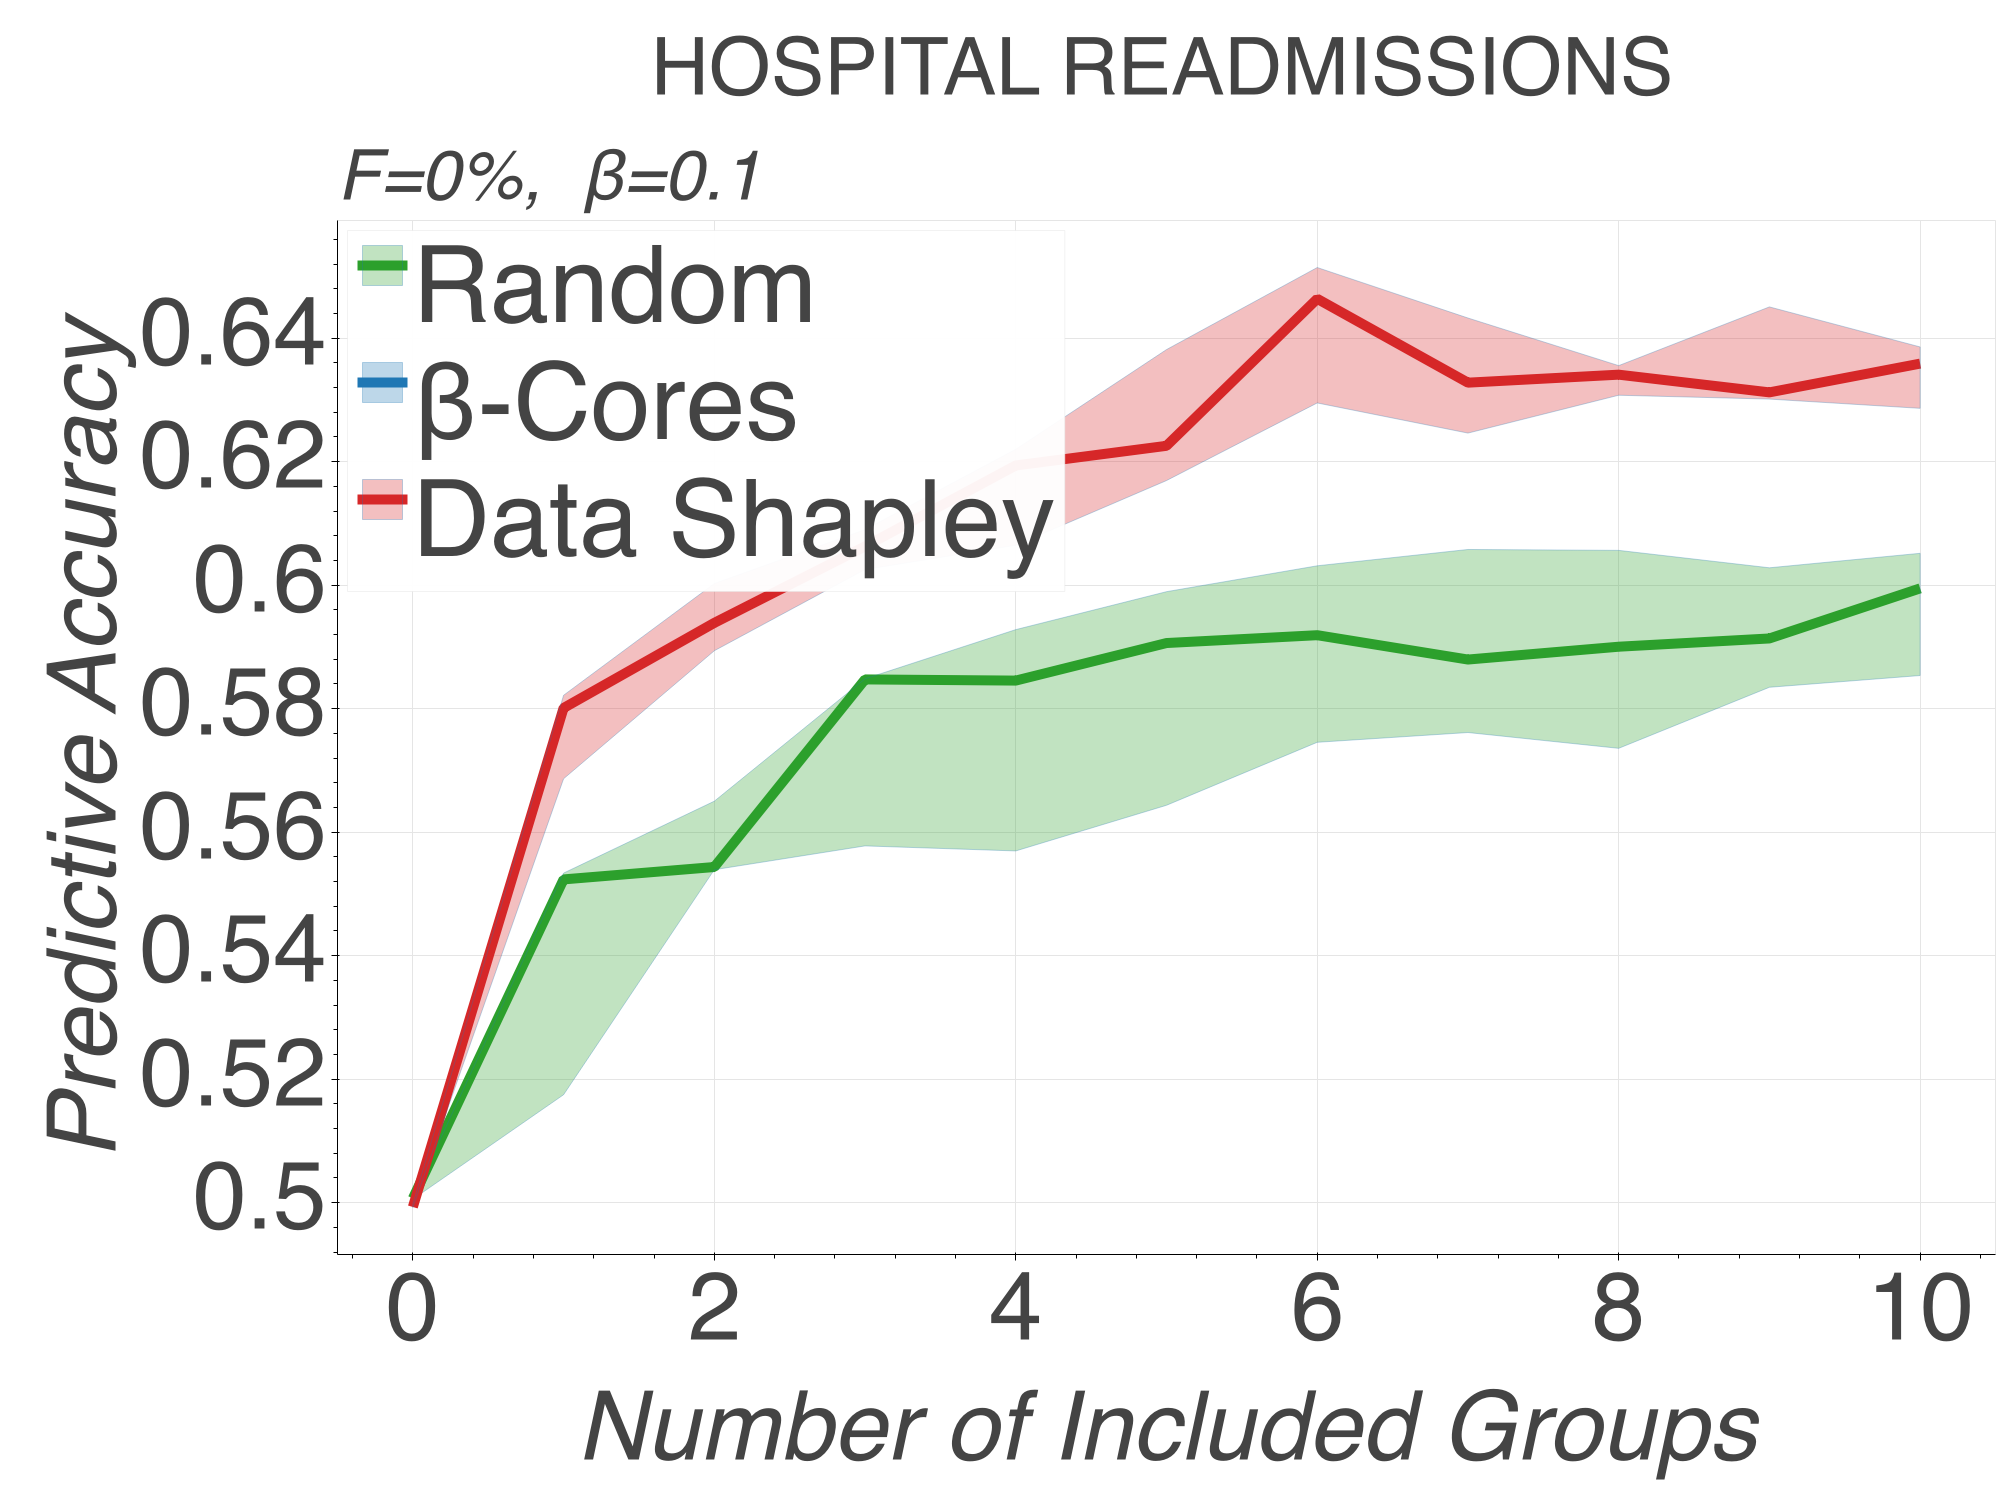 HOSPITAL READMISSIONS
F=0%, β=0.1
Random
β-Cores
Data Shapley
Predictive Accuracy
0.64
0.62
0.6
0.58
0.56
0.54
0.52
0.5
0 2 4 6 8 10
Number of Included Groups